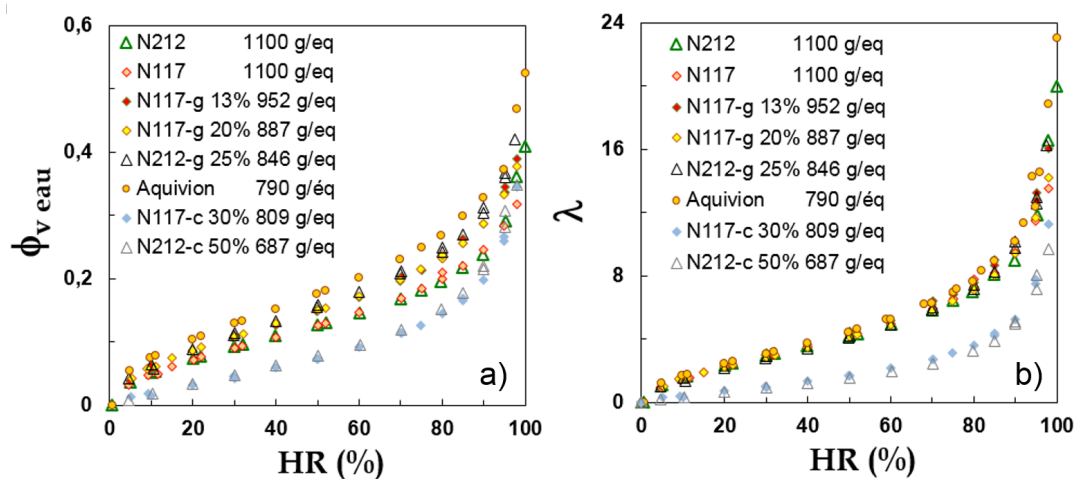 ϕv eau
0,6
0,4
0,2
0
N212 1100 g/eq
N117 1100 g/eq
N117-g 13% 952 g/eq
N117-g 20% 887 g/eq
N212-g 25% 846 g/eq
Aquivion 790 g/éq
N117-c 30% 809 g/eq
N212-c 50% 687 g/eq
a)
0 20 40 60 80 100
HR (%)
λ
24
16
8
0
N212 1100 g/eq
N117 1100 g/eq
N117-g 13% 952 g/eq
N117-g 20% 887 g/eq
N212-g 25% 846 g/eq
Aquivion 790 g/éq
N117-c 30% 809 g/eq
N212-c 50% 687 g/eq
b)
0 20 40 60 80 100
HR (%)